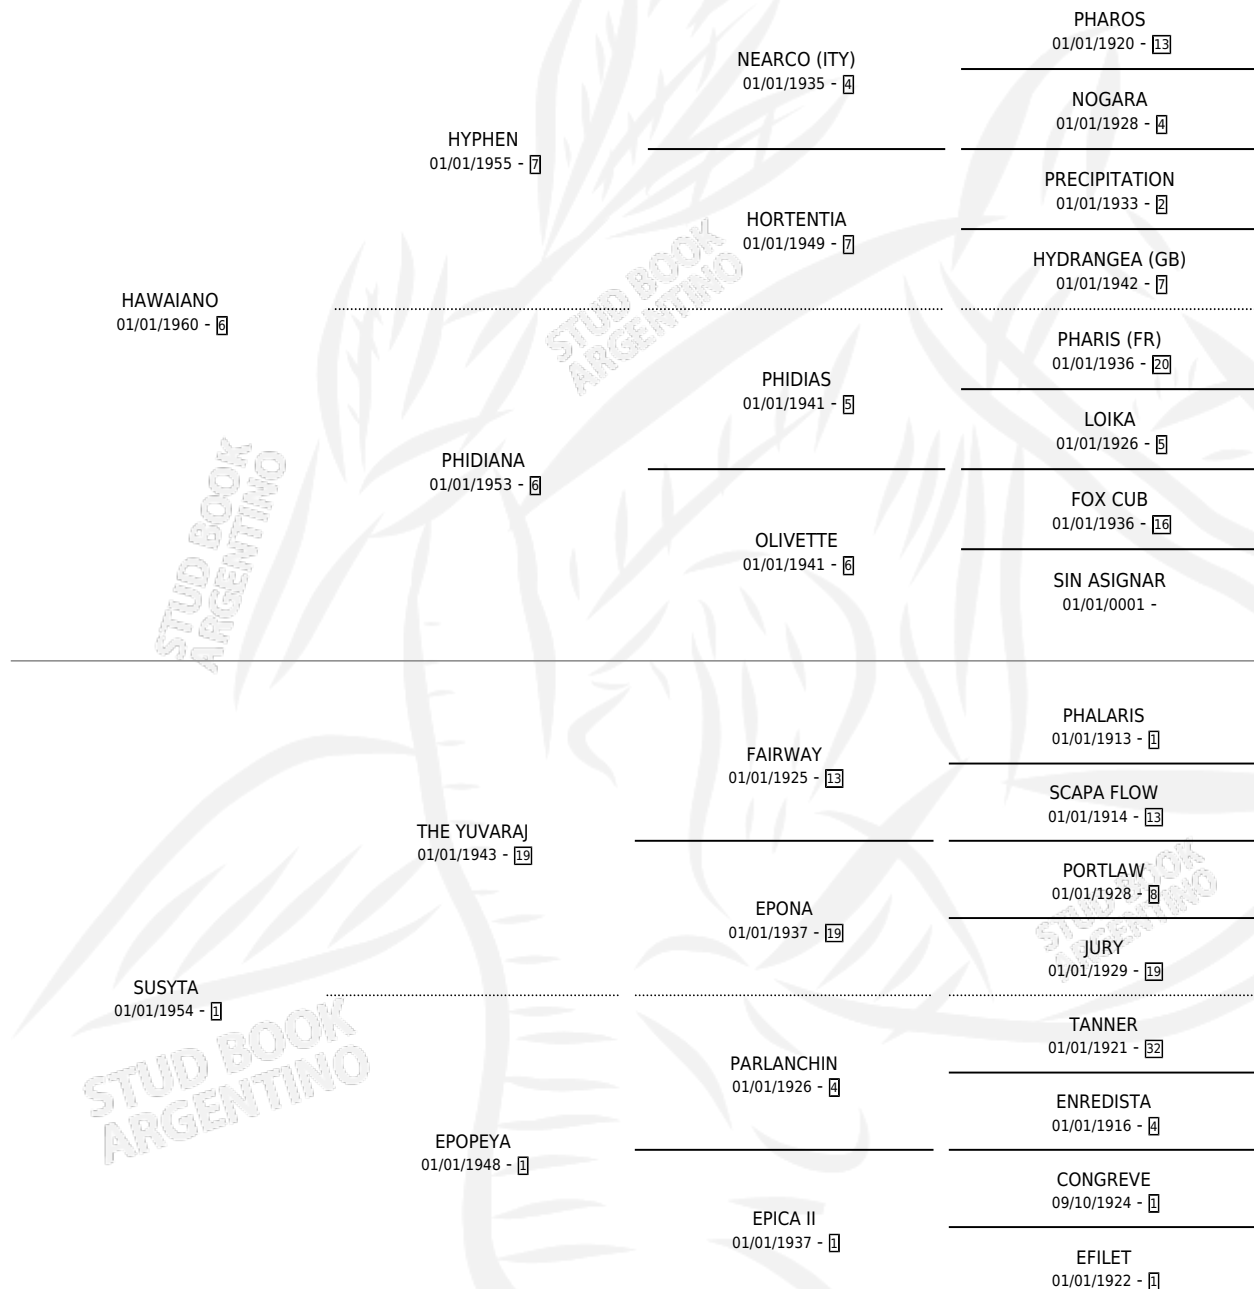 PHAROS
01/01/1920 - 13
NEARCO (ITY)
01/01/1935 - 4
NOGARA
01/01/1928 - 4
HYPHEN
01/01/1955 - 7
PRECIPITATION
01/01/1933 - 2
HORTENTIA
01/01/1949 - 7
HYDRANGEA (GB)
01/01/1942 - 7
HAWAIANO
01/01/1960 - 6
PHARIS (FR)
01/01/1936 - 20
PHIDIAS
01/01/1941 - 5
LOIKA
01/01/1926 - 5
PHIDIANA
01/01/1953 - 6
FOX CUB
01/01/1936 - 16
OLIVETTE
01/01/1941 - 6
SIN ASIGNAR
01/01/0001 -
PHALARIS
01/01/1913 - 1
FAIRWAY
01/01/1925 - 13
SCAPA FLOW
01/01/1914 - 13
THE YUVARAJ
01/01/1943 - 19
PORTLAW
01/01/1928 - 8
EPONA
01/01/1937 - 19
JURY
01/01/1929 - 19
SUSYTA
01/01/1954 - 1
TANNER
01/01/1921 - 32
PARLANCHIN
01/01/1926 - 4
ENREDISTA
01/01/1916 - 4
EPOPEYA
01/01/1948 - 1
CONGREVE
09/10/1924 - 1
EPICA II
01/01/1937 - 1
EFILET
01/01/1922 - 1
STUD BOOK
ARGENTINO
STUD BOOK
ARGENTINO
STUD BOOK
ARGENTINO
STUD BOOK
ARGENTINO